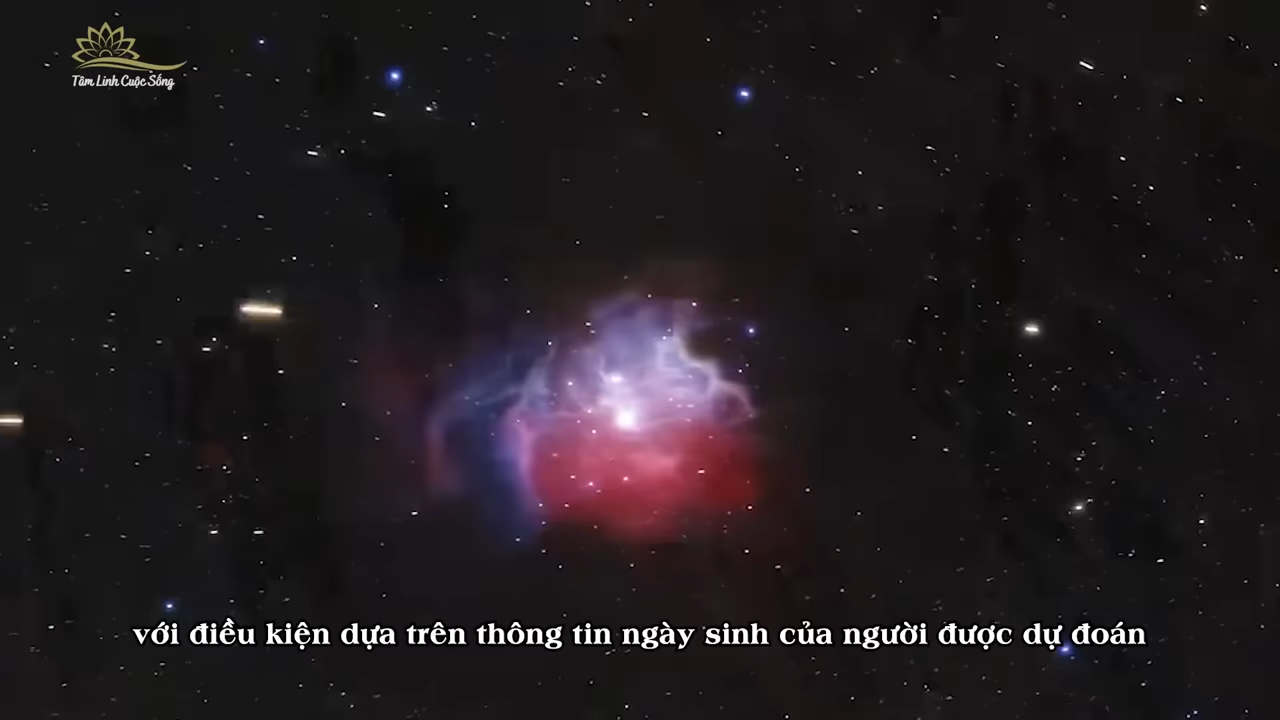 Tâm Linh Cuộc Sống
với điều kiện dựa trên thông tin ngày sinh của người được dự đoán